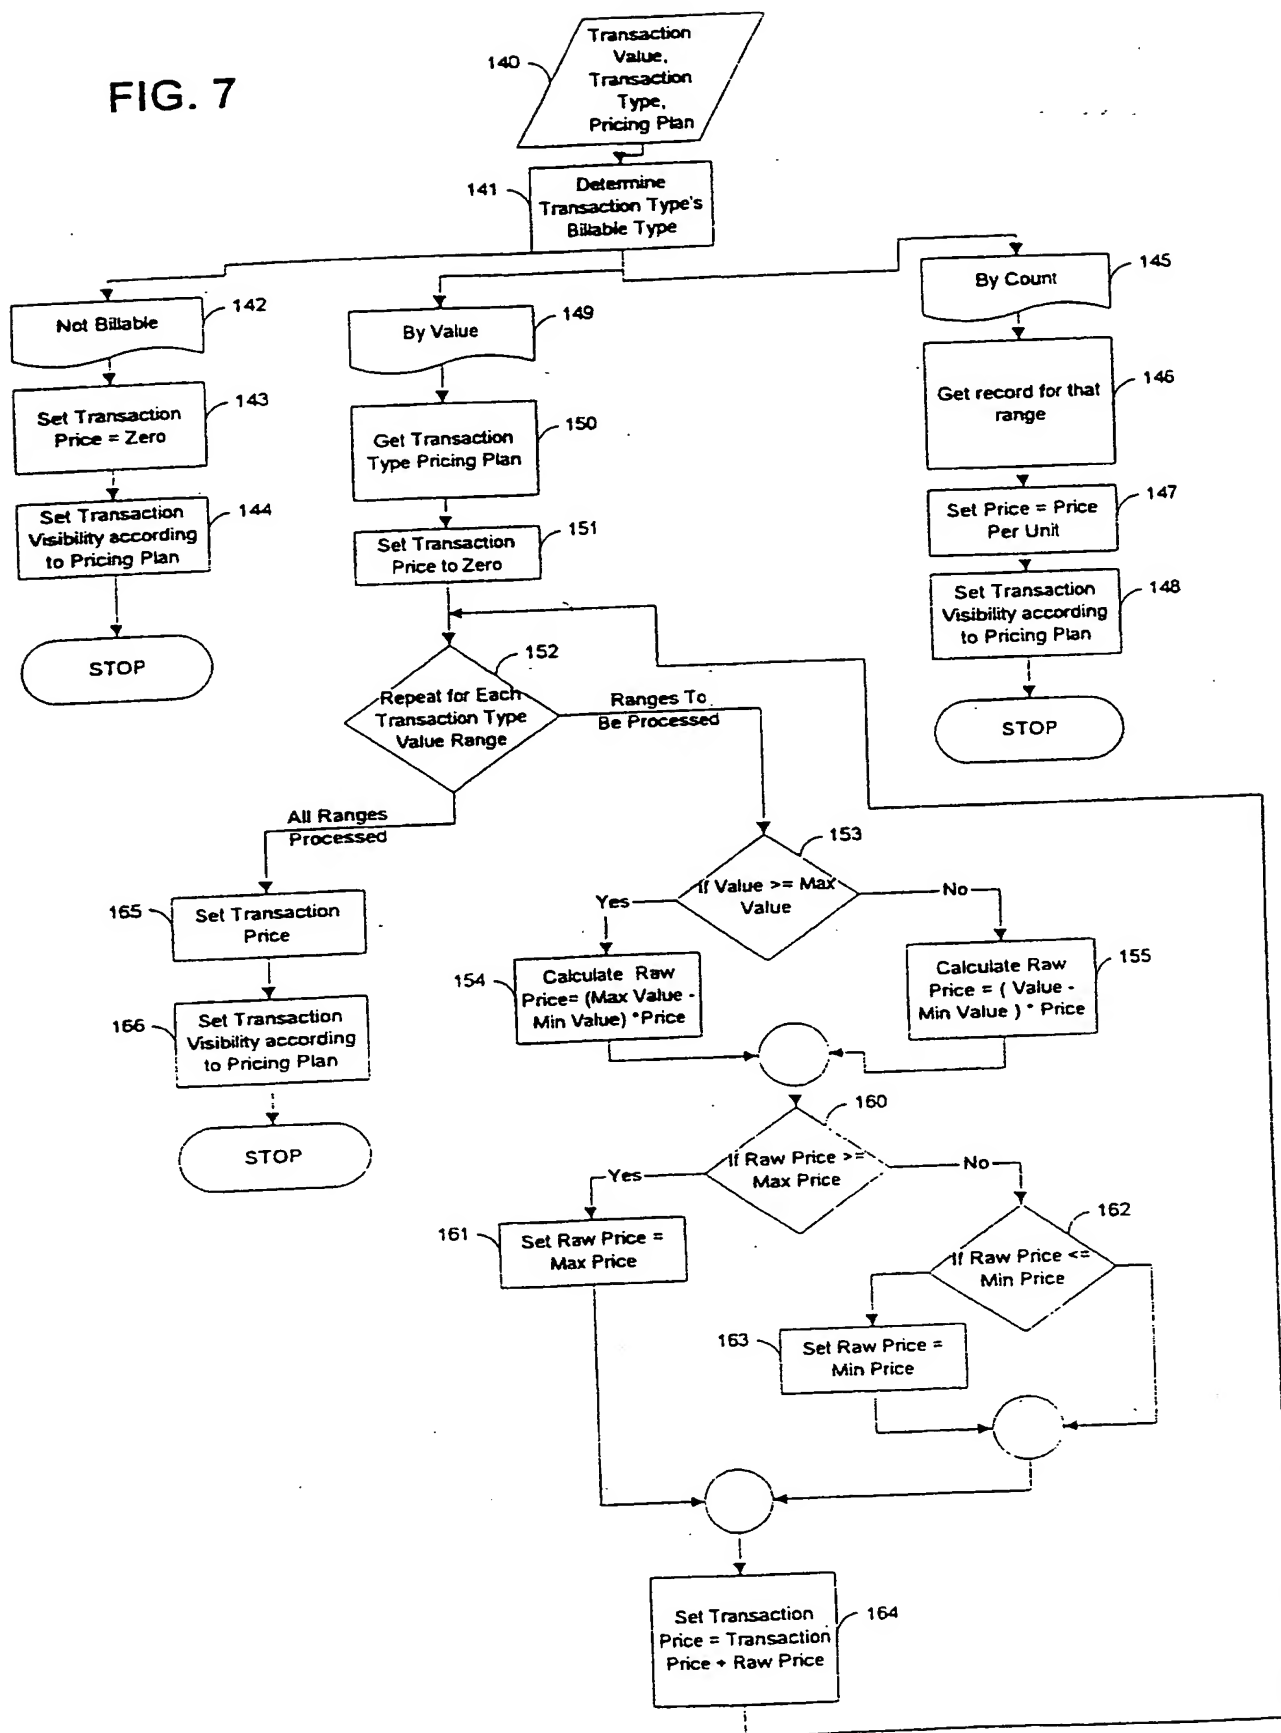 FIG. 7
140
Transaction
Value,
Transaction
Type,
Pricing Plan
141
Determine
Transaction Type's
Billable Type
Not Billable
142
Set Transaction
Price = Zero
143
Set Transaction
Visibility according
to Pricing Plan
144
STOP
By Value
149
Get Transaction
Type Pricing Plan
150
Set Transaction
Price to Zero
151
By Count
145
Get record for that
range
146
Set Price = Price
Per Unit
147
Set Transaction
Visibility according
to Pricing Plan
148
STOP
152
Repeat for Each
Transaction Type
Value Range
Ranges To
Be Processed
All Ranges
Processed
165
Set Transaction
Price
166
Set Transaction
Visibility according
to Pricing Plan
STOP
153
If Value >= Max
Value
Yes
No
154
Calculate Raw
Price= (Max Value -
Min Value) *Price
155
Calculate Raw
Price = ( Value -
Min Value ) * Price
160
If Raw Price >=
Max Price
Yes
No
161
Set Raw Price =
Max Price
162
If Raw Price <=
Min Price
163
Set Raw Price =
Min Price
Set Transaction
Price = Transaction
Price + Raw Price
164